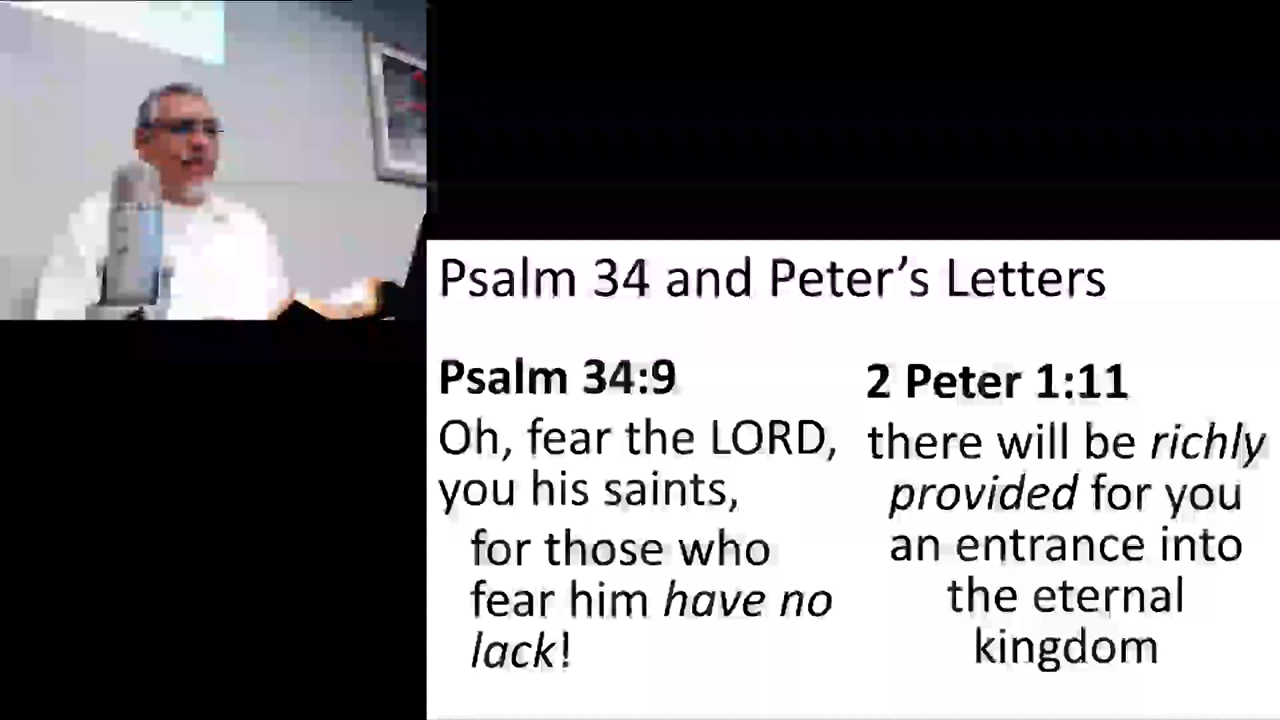 Psalm 34 and Peter’s Letters
Psalm 34:9
Oh, fear the LORD,
you his saints,
for those who
fear him have no
lack!
2 Peter 1:11
there will be richly
provided for you
an entrance into
the eternal
kingdom